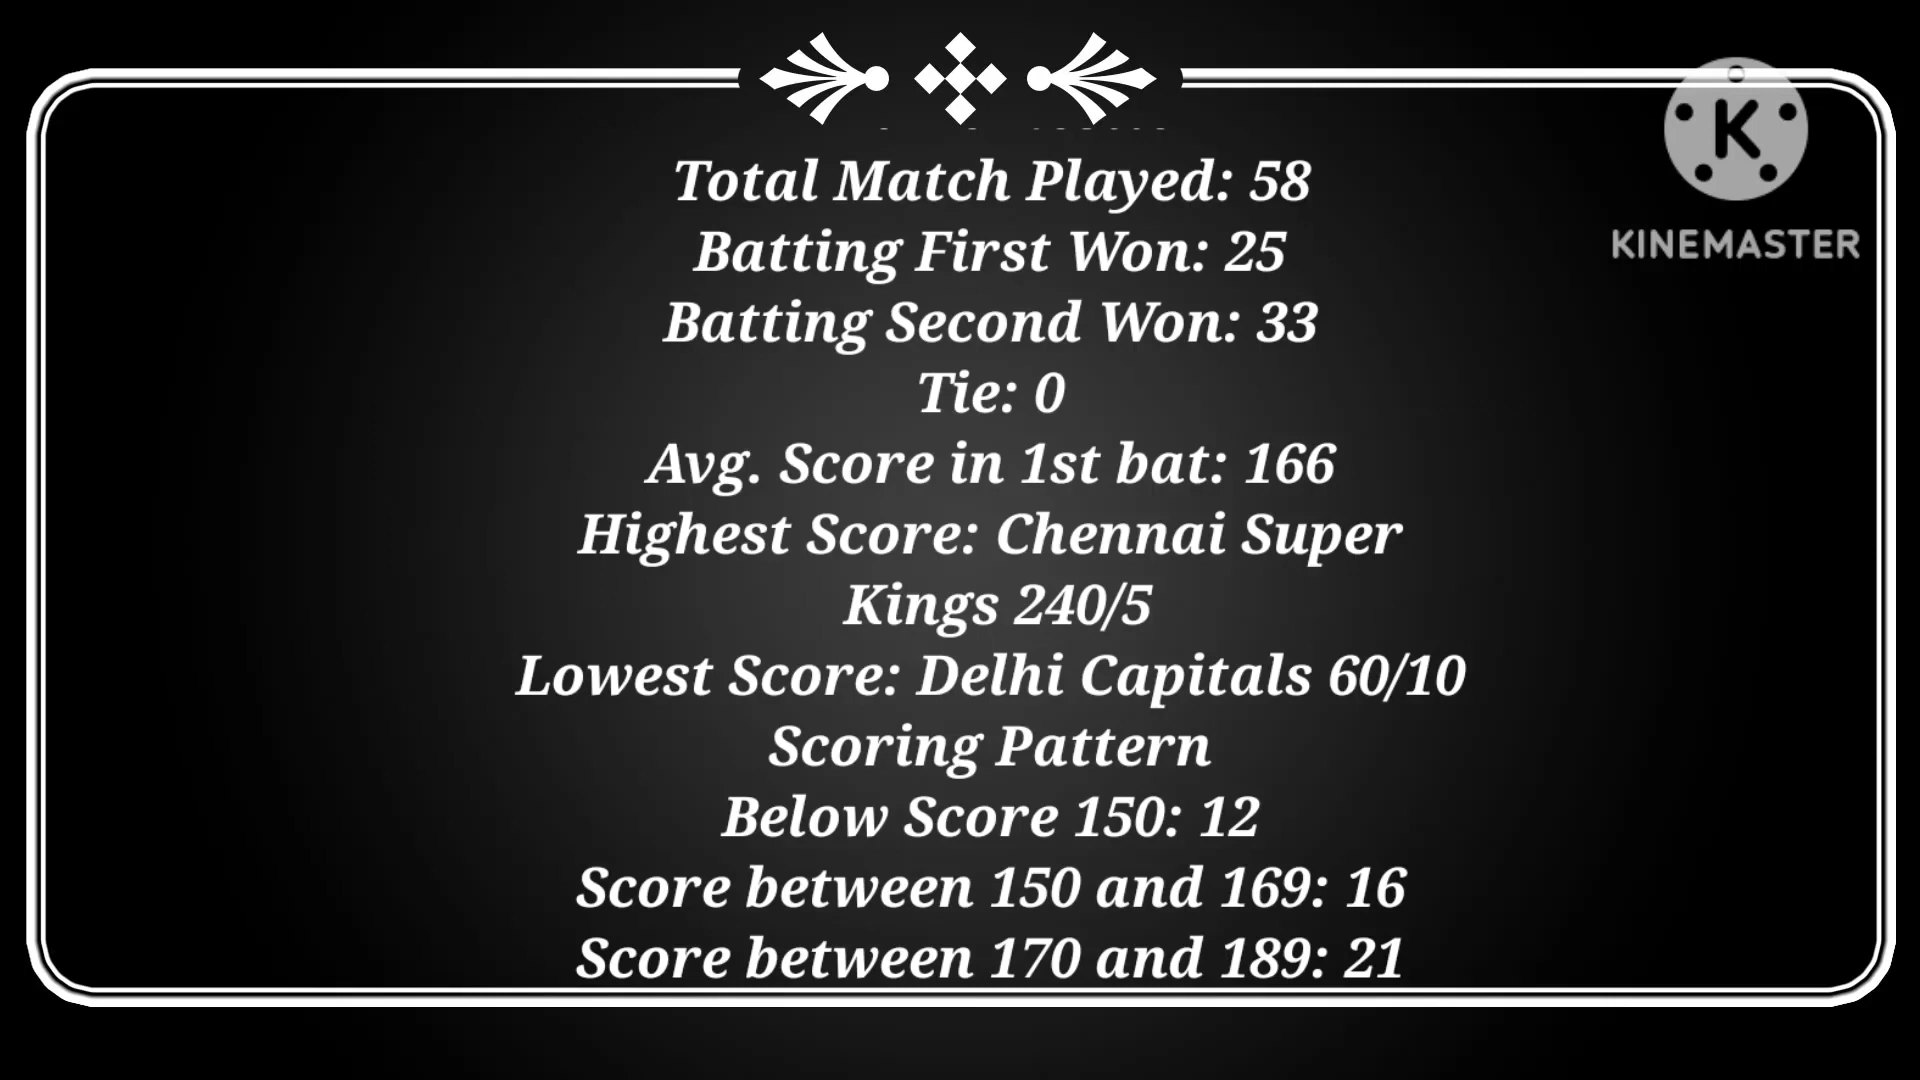 Total Match Played: 58
Batting First Won: 25
Batting Second Won: 33
Tie: 0
Avg. Score in 1st bat: 166
Highest Score: Chennai Super
Kings 240/5
Lowest Score: Delhi Capitals 60/10
Scoring Pattern
Below Score 150: 12
Score between 150 and 169: 16
Score between 170 and 189: 21
K
KINEMASTER